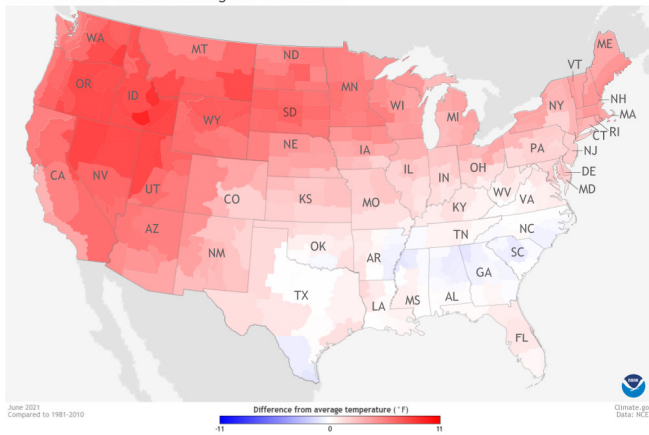 WA
MT
ND
ME
VT
OR
ID
MN
NH
SD
WI
NY
MA
WY
MI
RI
CT
IA
PA
NJ
NE
OH
NV
IL
IN
DE
UT
MD
CA
CO
WV
KS
MO
VA
KY
NC
TN
AZ
OK
NM
AR
SC
GA
MS
AL
TX
LA
FL
NOAA
June 2021
Compared to 1981-2010
Difference from average temperature (°F)
-11 0 11
Climate.go
Data: NCE